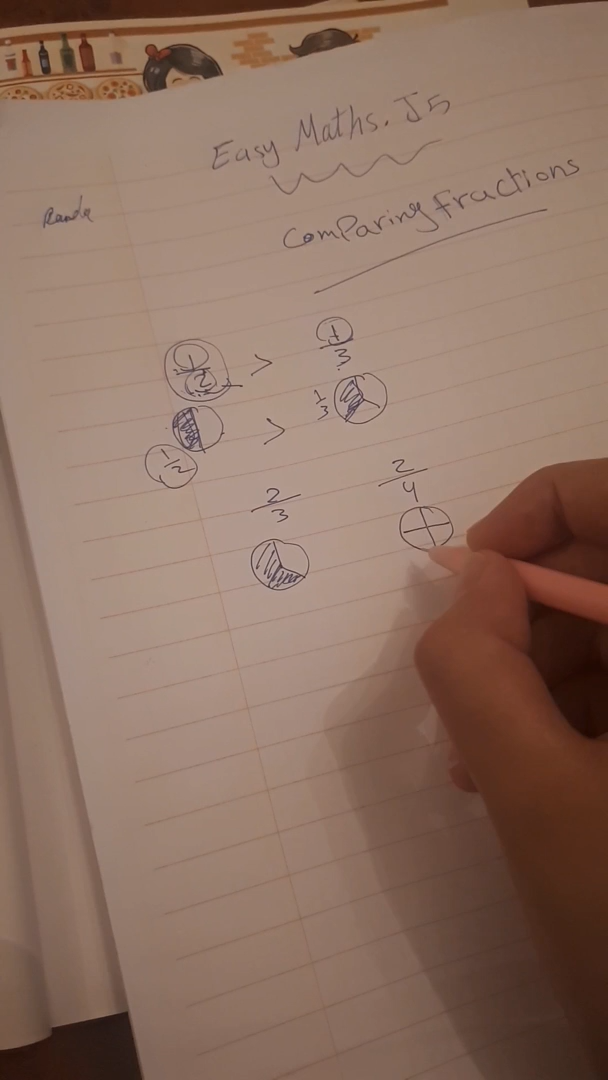 Easy Maths. J5
Randa
Comparing fractions
1/2 > 1/3
> 1/3
1/2
2/3 2/4